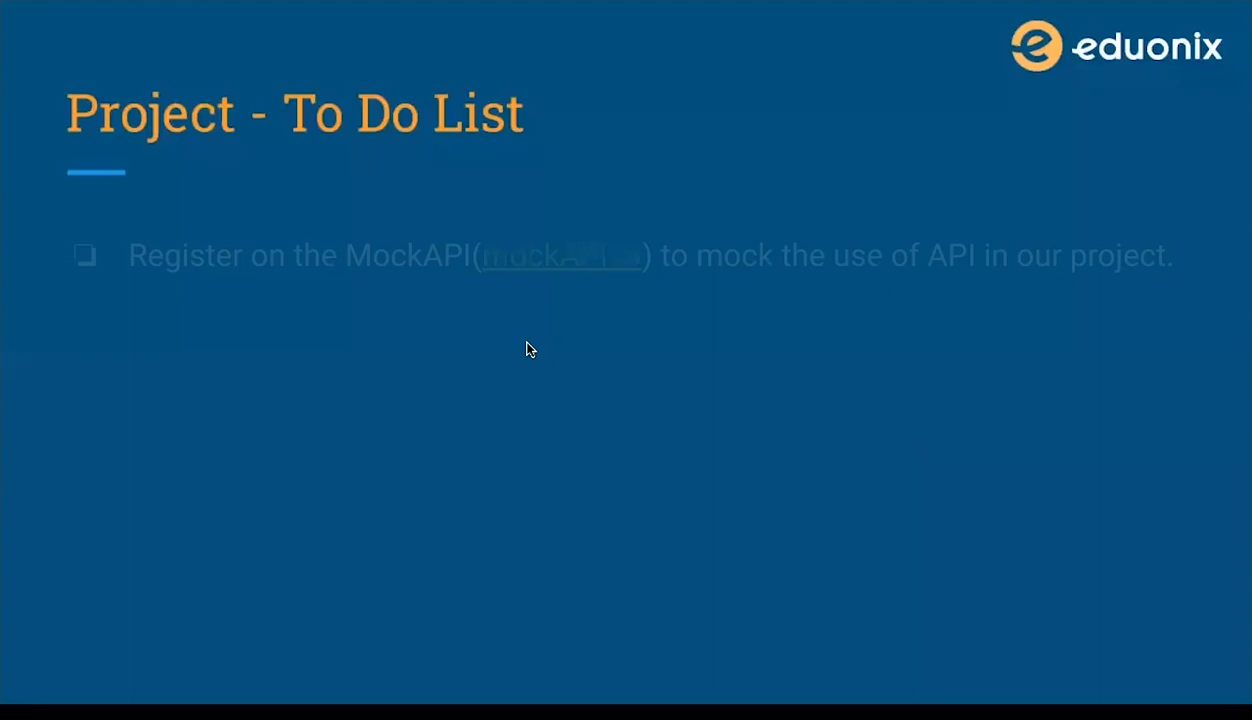 eduonix
Project - To Do List
❏ Register on the MockAPI() to mock the use of API in our project.